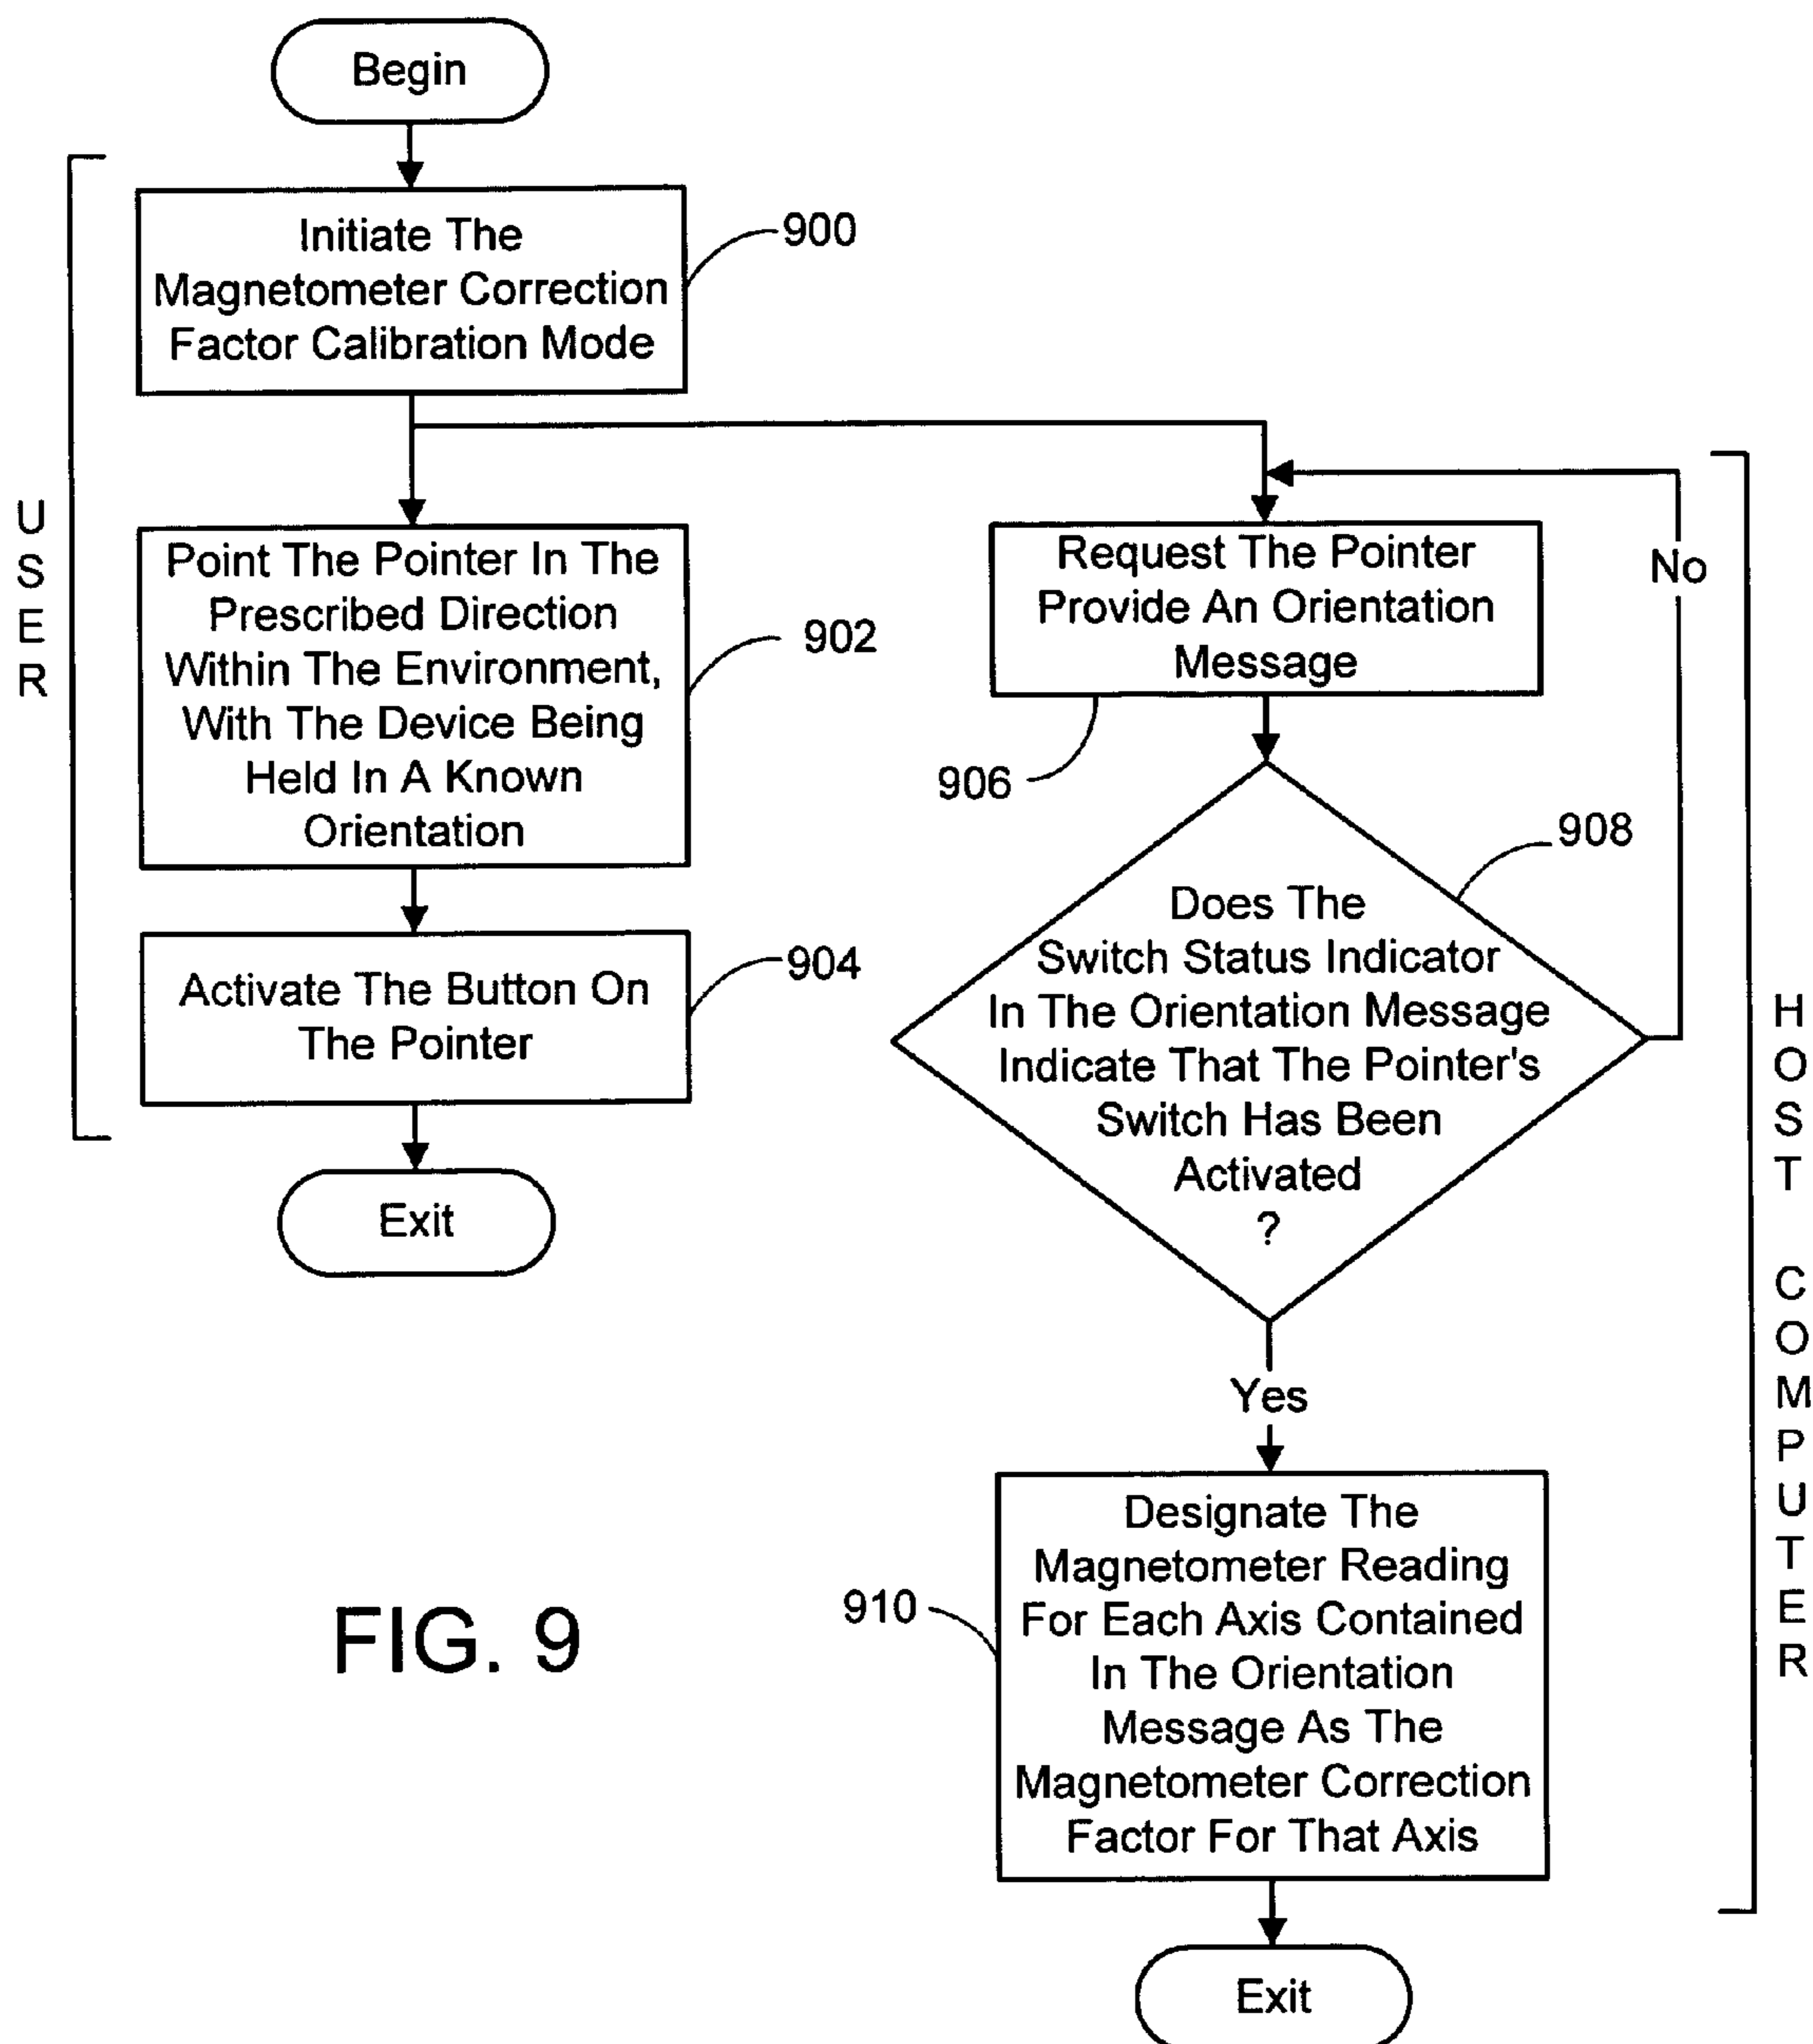 Begin
Initiate The
Magnetometer Correction
Factor Calibration Mode
900
USER
Point The Pointer In The
Prescribed Direction
Within The Environment,
With The Device Being
Held In A Known
Orientation
902
Activate The Button On
The Pointer
904
Exit
Request The Pointer
Provide An Orientation
Message
906
No
Does The
Switch Status Indicator
In The Orientation Message
Indicate That The Pointer's
Switch Has Been
Activated
?
908
Yes
HOST COMPUTER
Designate The
Magnetometer Reading
For Each Axis Contained
In The Orientation
Message As The
Magnetometer Correction
Factor For That Axis
910
Exit
FIG. 9